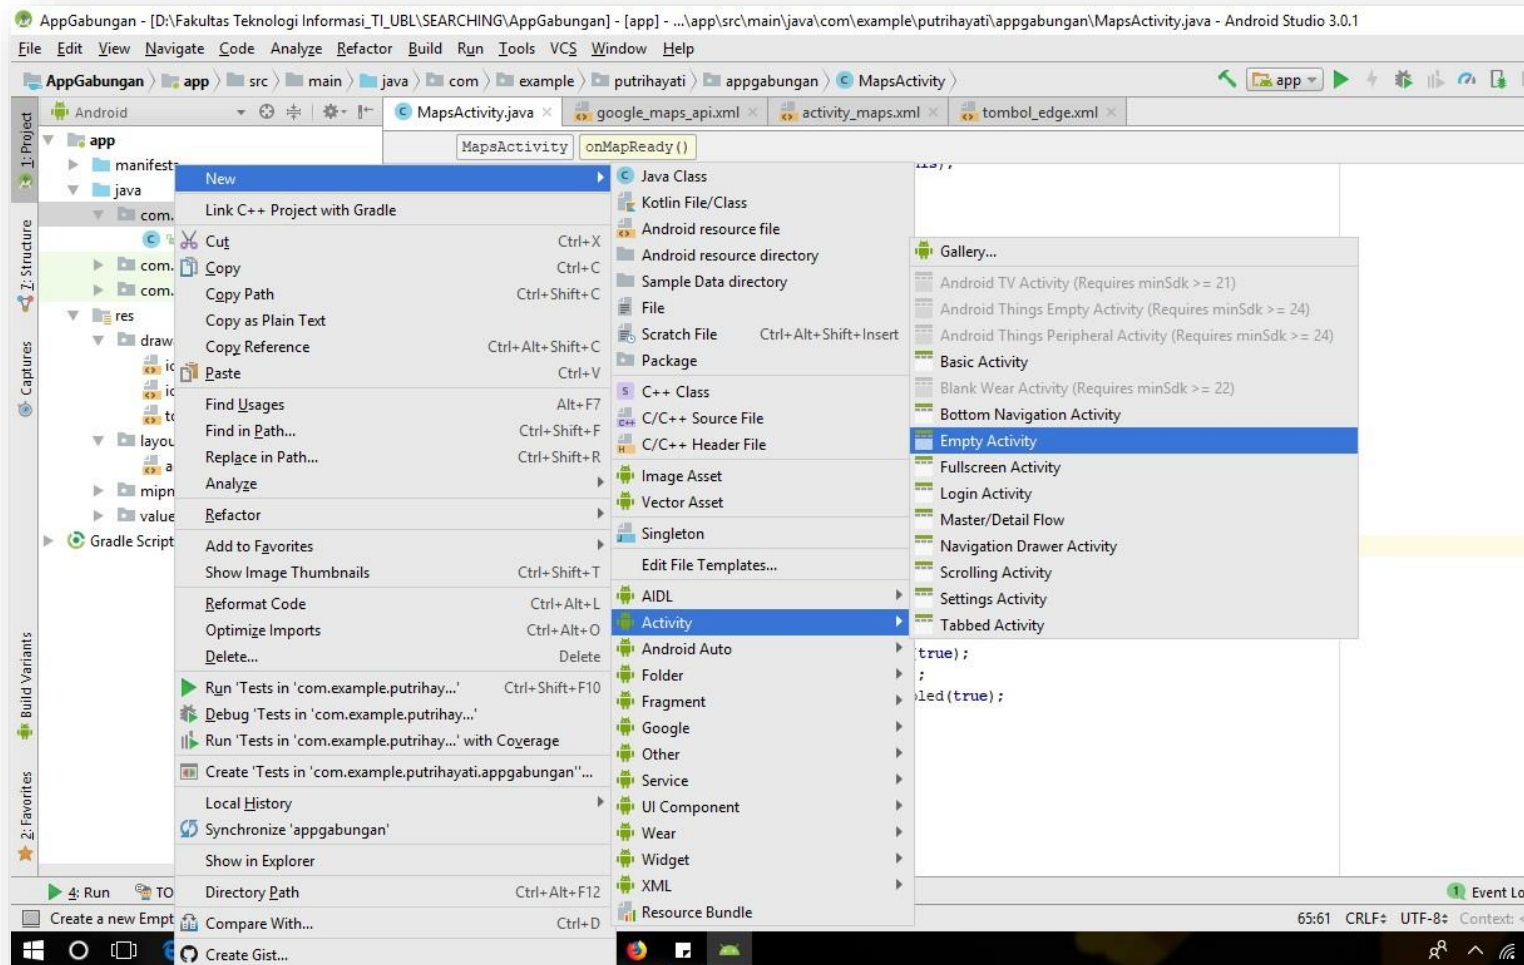 AppGabungan - [D:\Fakultas Teknologi Informasi_TI_UBL\SEARCHING\AppGabungan] - [app] - ...\app\src\main\java\com\example\putrihayati\appgabungan\MapsActivity.java - Android Studio 3.0.1
File Edit View Navigate Code Analyze Refactor Build Run Tools VCS Window Help
AppGabungan app src main java com example putrihayati appgabungan MapsActivity app
Android MapsActivity.java google_maps_api.xml activity_maps.xml tombol_edge.xml
MapsActivity onMapReady()
1: Project
7: Structure
Captures
Build Variants
2: Favorites
app
manifests
java
com.
com.
com.
res
draw
ic
ic
to
layou
a
mipm
value
Gradle Script
New
Link C++ Project with Gradle
Cut Ctrl+X
Copy Ctrl+C
Copy Path Ctrl+Shift+C
Copy as Plain Text
Copy Reference Ctrl+Alt+Shift+C
Paste Ctrl+V
Find Usages Alt+F7
Find in Path... Ctrl+Shift+F
Replace in Path... Ctrl+Shift+R
Analyze
Refactor
Add to Favorites
Show Image Thumbnails Ctrl+Shift+T
Reformat Code Ctrl+Alt+L
Optimize Imports Ctrl+Alt+O
Delete... Delete
Run 'Tests in 'com.example.putrihay...' Ctrl+Shift+F10
Debug 'Tests in 'com.example.putrihay...'
Run 'Tests in 'com.example.putrihay...' with Coverage
Create 'Tests in 'com.example.putrihayati.appgabungan''...
Local History
Synchronize 'appgabungan'
Show in Explorer
Directory Path Ctrl+Alt+F12
Compare With... Ctrl+D
Create Gist...
Java Class
Kotlin File/Class
Android resource file
Android resource directory
Sample Data directory
File
Scratch File Ctrl+Alt+Shift+Insert
Package
C++ Class
C/C++ Source File
C/C++ Header File
Image Asset
Vector Asset
Singleton
Edit File Templates...
AIDL
Activity
Android Auto
Folder
Fragment
Google
Other
Service
UI Component
Wear
Widget
XML
Resource Bundle
Gallery...
Android TV Activity (Requires minSdk >= 21)
Android Things Empty Activity (Requires minSdk >= 24)
Android Things Peripheral Activity (Requires minSdk >= 24)
Basic Activity
Blank Wear Activity (Requires minSdk >= 22)
Bottom Navigation Activity
Empty Activity
Fullscreen Activity
Login Activity
Master/Detail Flow
Navigation Drawer Activity
Scrolling Activity
Settings Activity
Tabbed Activity
(true);
;
led(true);
4: Run TO 1 Event Lo
Create a new Empt 65:61 CRLF UTF-8 Context: